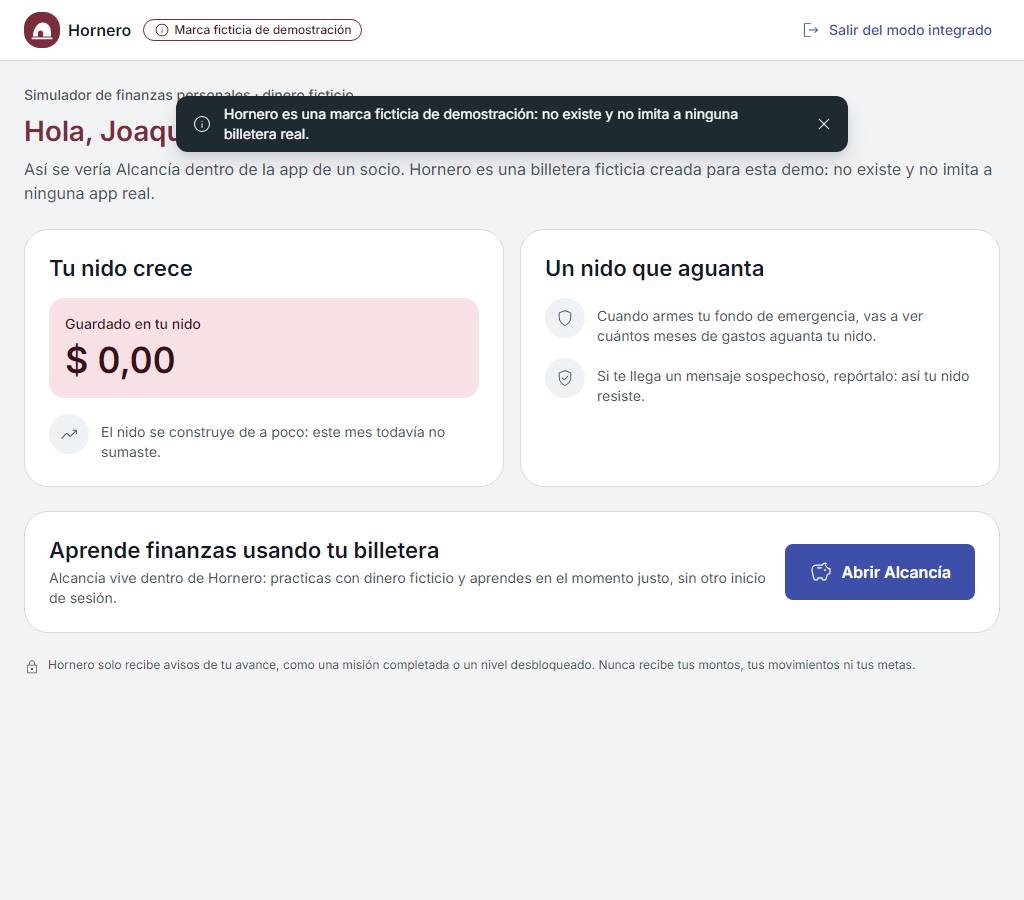 Hornero
Marca ficticia de demostración
Salir del modo integrado
Simulador de finanzas personales · dinero ficticio
Hornero es una marca ficticia de demostración: no existe y no imita a ninguna
billetera real.
Hola, Joaqu
Así se vería Alcancía dentro de la app de un socio. Hornero es una billetera ficticia creada para esta demo: no existe y no imita a
ninguna app real.
Tu nido crece
Guardado en tu nido
$ 0,00
El nido se construye de a poco: este mes todavía no
sumaste.
Un nido que aguanta
Cuando armes tu fondo de emergencia, vas a ver
cuántos meses de gastos aguanta tu nido.
Si te llega un mensaje sospechoso, repórtalo: así tu nido
resiste.
Aprende finanzas usando tu billetera
Alcancía vive dentro de Hornero: practicas con dinero ficticio y aprendes en el momento justo, sin otro inicio
de sesión.
Abrir Alcancía
Hornero solo recibe avisos de tu avance, como una misión completada o un nivel desbloqueado. Nunca recibe tus montos, tus movimientos ni tus metas.